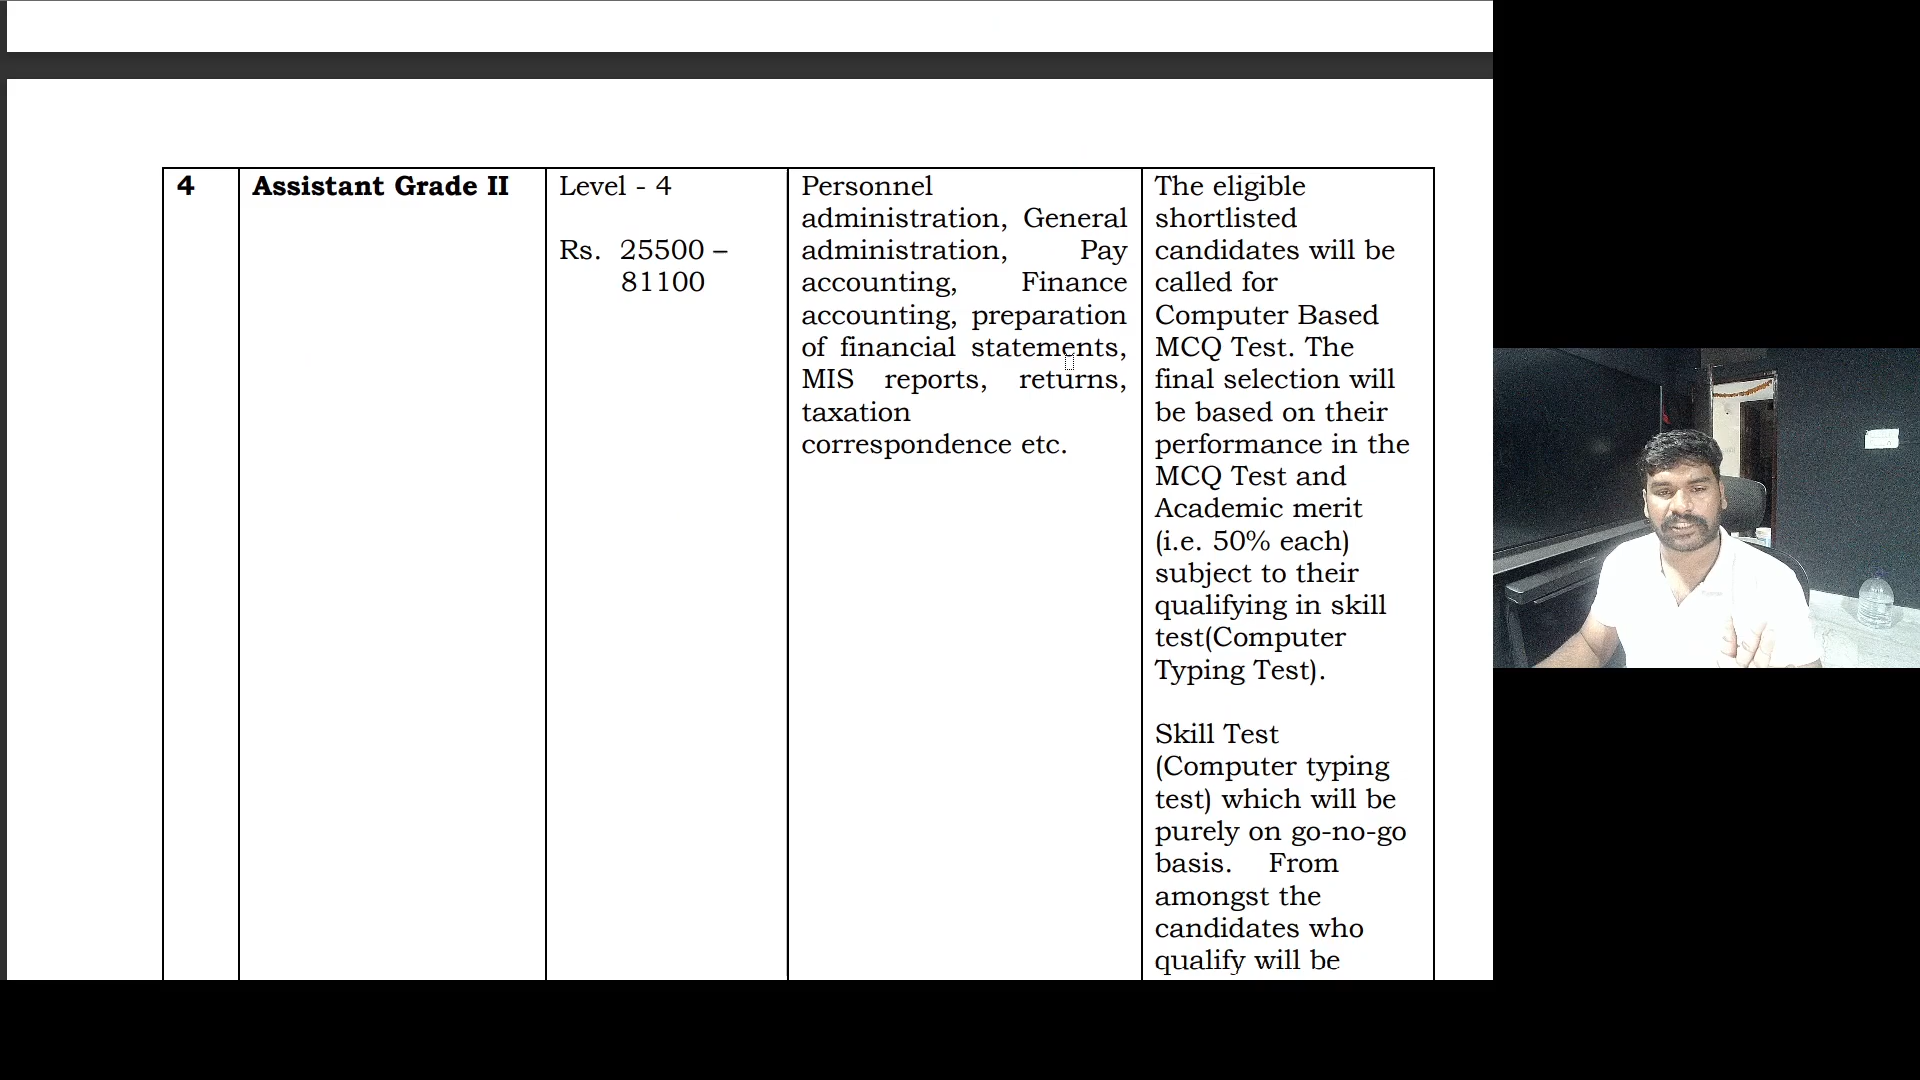 4
Assistant Grade II
Level - 4
Rs. 25500 –
81100
Personnel
administration, General
administration, Pay
accounting, Finance
accounting, preparation
of financial statements,
MIS reports, returns,
taxation
correspondence etc.
The eligible
shortlisted
candidates will be
called for
Computer Based
MCQ Test. The
final selection will
be based on their
performance in the
MCQ Test and
Academic merit
(i.e. 50% each)
subject to their
qualifying in skill
test(Computer
Typing Test).
Skill Test
(Computer typing
test) which will be
purely on go-no-go
basis. From
amongst the
candidates who
qualify will be